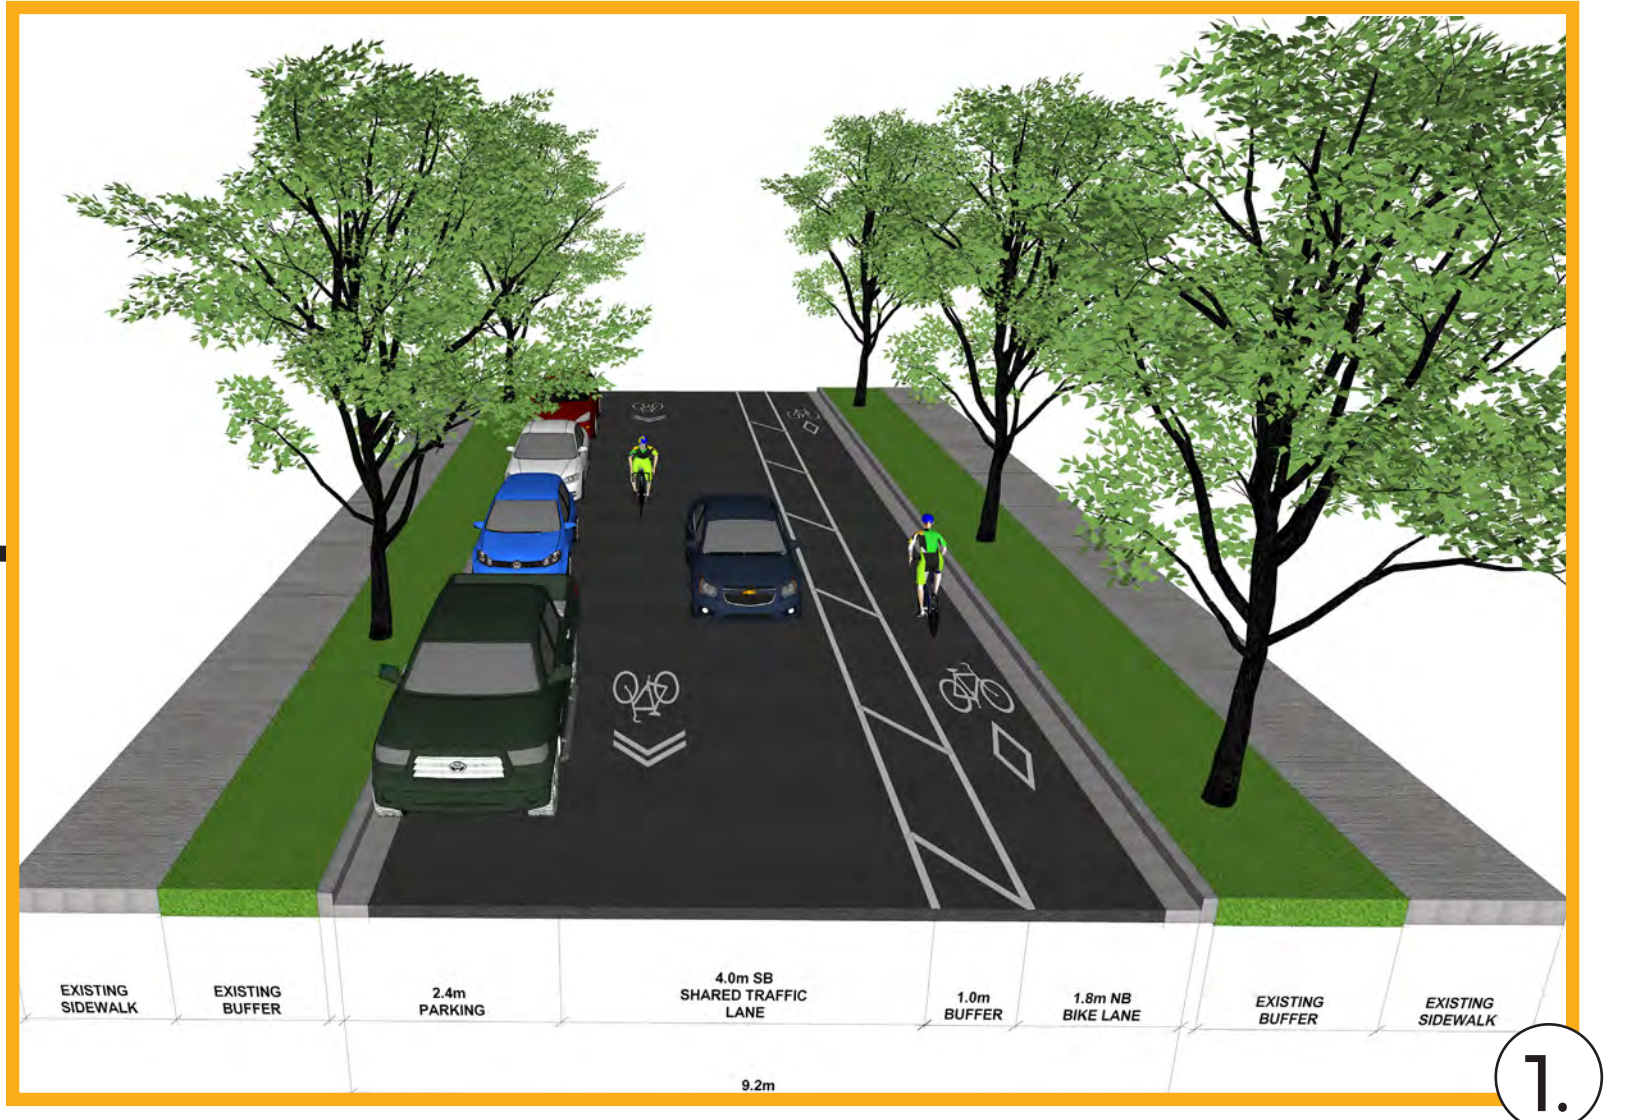 EXISTING
SIDEWALK
EXISTING
BUFFER
2.4m
PARKING
4.0m SB
SHARED TRAFFIC
LANE
1.0m
BUFFER
1.8m NB
BIKE LANE
EXISTING
BUFFER
EXISTING
SIDEWALK
9.2m
1.